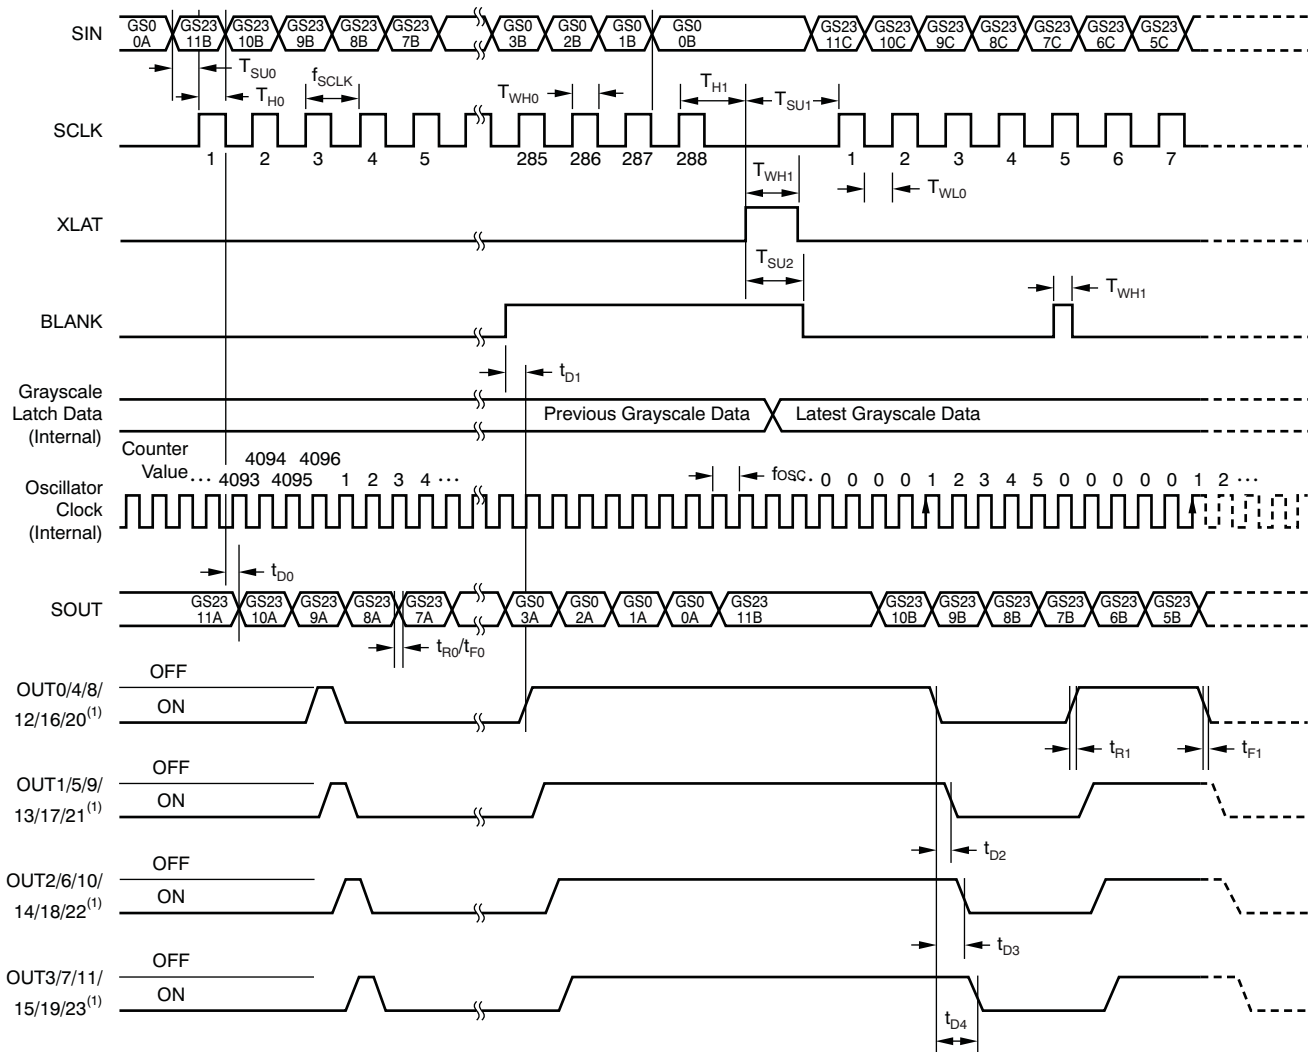 SIN
GS0 GS23 GS23 GS23 GS23 GS23 GS0 GS0 GS0 GS0 GS23 GS23 GS23 GS23 GS23 GS23 GS23
0A 11B 10B 9B 8B 7B 3B 2B 1B 0B 11C 10C 9C 8C 7C 6C 5C
TSU0 fSCLK
TH0 TWH0 TH1 TSU1
SCLK
1 2 3 4 5 285 286 287 288 1 2 3 4 5 6 7
TWH1 TWL0
XLAT
TSU2
TWH1
BLANK
tD1
Grayscale
Latch Data
(Internal)
Previous Grayscale Data Latest Grayscale Data
Counter
Value
4094 4096
... 4093 4095 1 2 3 4 ... fOSC ... 0 0 0 0 1 2 3 4 5 0 0 0 0 1 2 ...
Oscillator
Clock
(Internal)
tD0
SOUT
GS23 GS23 GS23 GS23 GS23 GS0 GS0 GS0 GS0 GS23 GS23 GS23 GS23 GS23 GS23 GS23
11A 10A 9A 8A 7A 3A 2A 1A 0A 11B 10B 9B 8B 7B 6B 5B
tR0/tF0
OFF
OUT0/4/8/
ON
12/16/20(1)
tR1 tF1
OFF
OUT1/5/9/
ON
13/17/21(1)
tD2
OFF
OUT2/6/10/
ON
14/18/22(1)
tD3
OFF
OUT3/7/11/
ON
15/19/23(1)
tD4